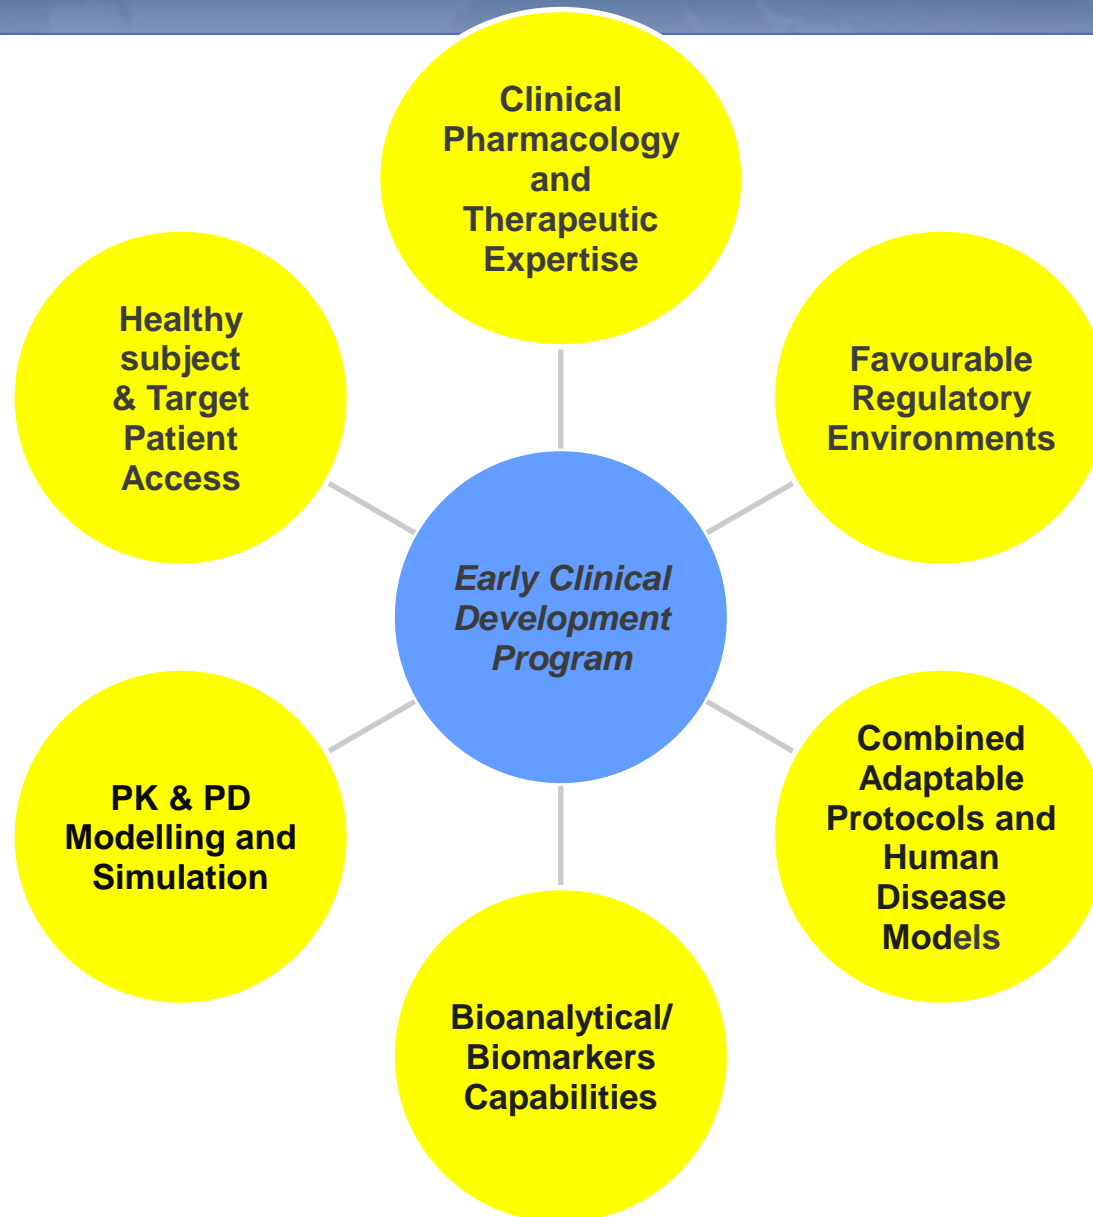 Clinical
Pharmacology
and
Therapeutic
Expertise
Healthy
subject
& Target
Patient
Access
Favourable
Regulatory
Environments
Early Clinical
Development
Program
PK & PD
Modelling and
Simulation
Combined
Adaptable
Protocols and
Human
Disease
Models
Bioanalytical/
Biomarkers
Capabilities